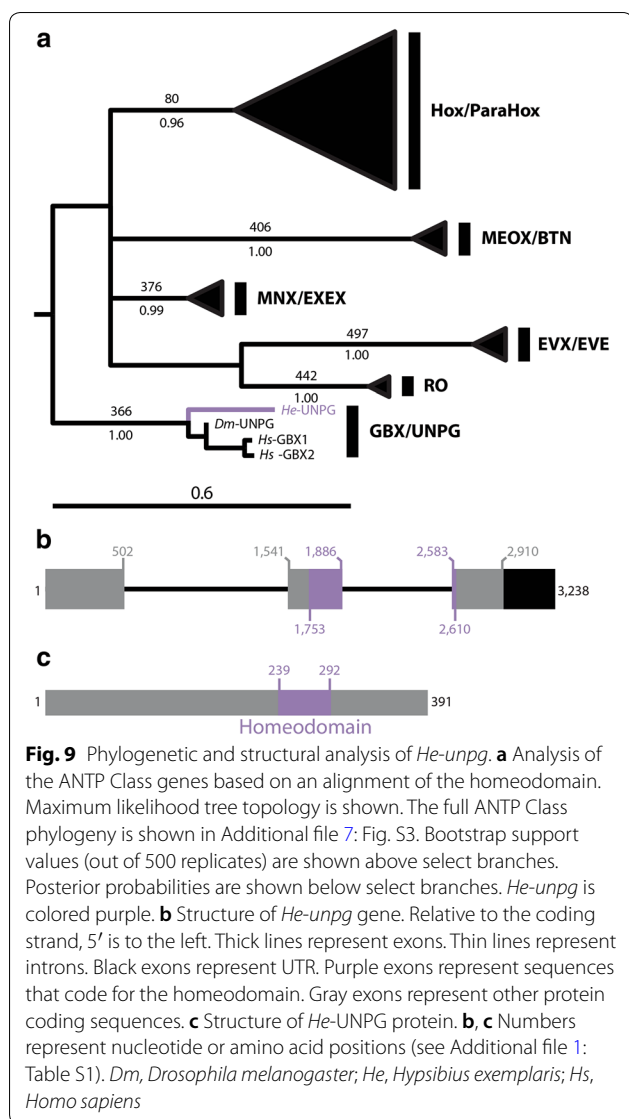 a
80
0.96
Hox/ParaHox
406
1.00
MEOX/BTN
376
0.99
MNX/EXEX
497
1.00
EVX/EVE
442
1.00
RO
366
1.00
He-UNPG
Dm-UNPG
Hs-GBX1
Hs -GBX2
GBX/UNPG
0.6
b
502
1,541
1,886
2,583
2,910
1
3,238
1,753
2,610
c
239
292
1
391
Homeodomain
Fig. 9 Phylogenetic and structural analysis of He-unpg. a Analysis of
the ANTP Class genes based on an alignment of the homeodomain.
Maximum likelihood tree topology is shown. The full ANTP Class
phylogeny is shown in Additional file 7: Fig. S3. Bootstrap support
values (out of 500 replicates) are shown above select branches.
Posterior probabilities are shown below select branches. He-unpg is
colored purple. b Structure of He-unpg gene. Relative to the coding
strand, 5′ is to the left. Thick lines represent exons. Thin lines represent
introns. Black exons represent UTR. Purple exons represent sequences
that code for the homeodomain. Gray exons represent other protein
coding sequences. c Structure of He-UNPG protein. b, c Numbers
represent nucleotide or amino acid positions (see Additional file 1:
Table S1). Dm, Drosophila melanogaster; He, Hypsibius exemplaris; Hs,
Homo sapiens